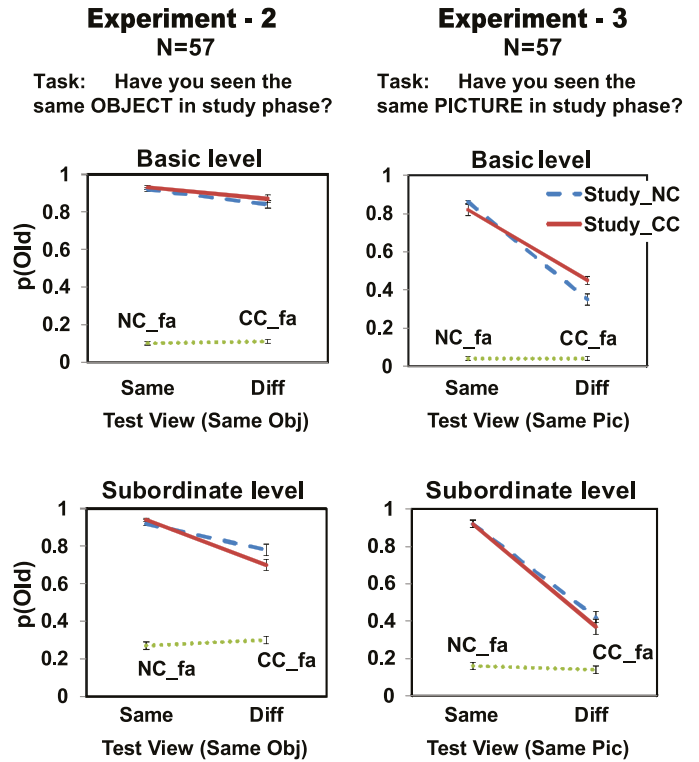 Experiment - 2
N=57
Task: Have you seen the
same OBJECT in study phase?
Experiment - 3
N=57
Task: Have you seen the
same PICTURE in study phase?
Basic level
p(Old)
1
0.8
0.6
0.4
0.2
0
NC_fa
CC_fa
Same
Diff
Test View (Same Obj)
Basic level
1
0.8
0.6
0.4
0.2
0
Study_NC
Study_CC
NC_fa
CC_fa
Same
Diff
Test View (Same Pic)
Subordinate level
p(Old)
1
0.8
0.6
0.4
0.2
0
NC_fa
CC_fa
Same
Diff
Test View (Same Obj)
Subordinate level
1
0.8
0.6
0.4
0.2
0
NC_fa
CC_fa
Same
Diff
Test View (Same Pic)